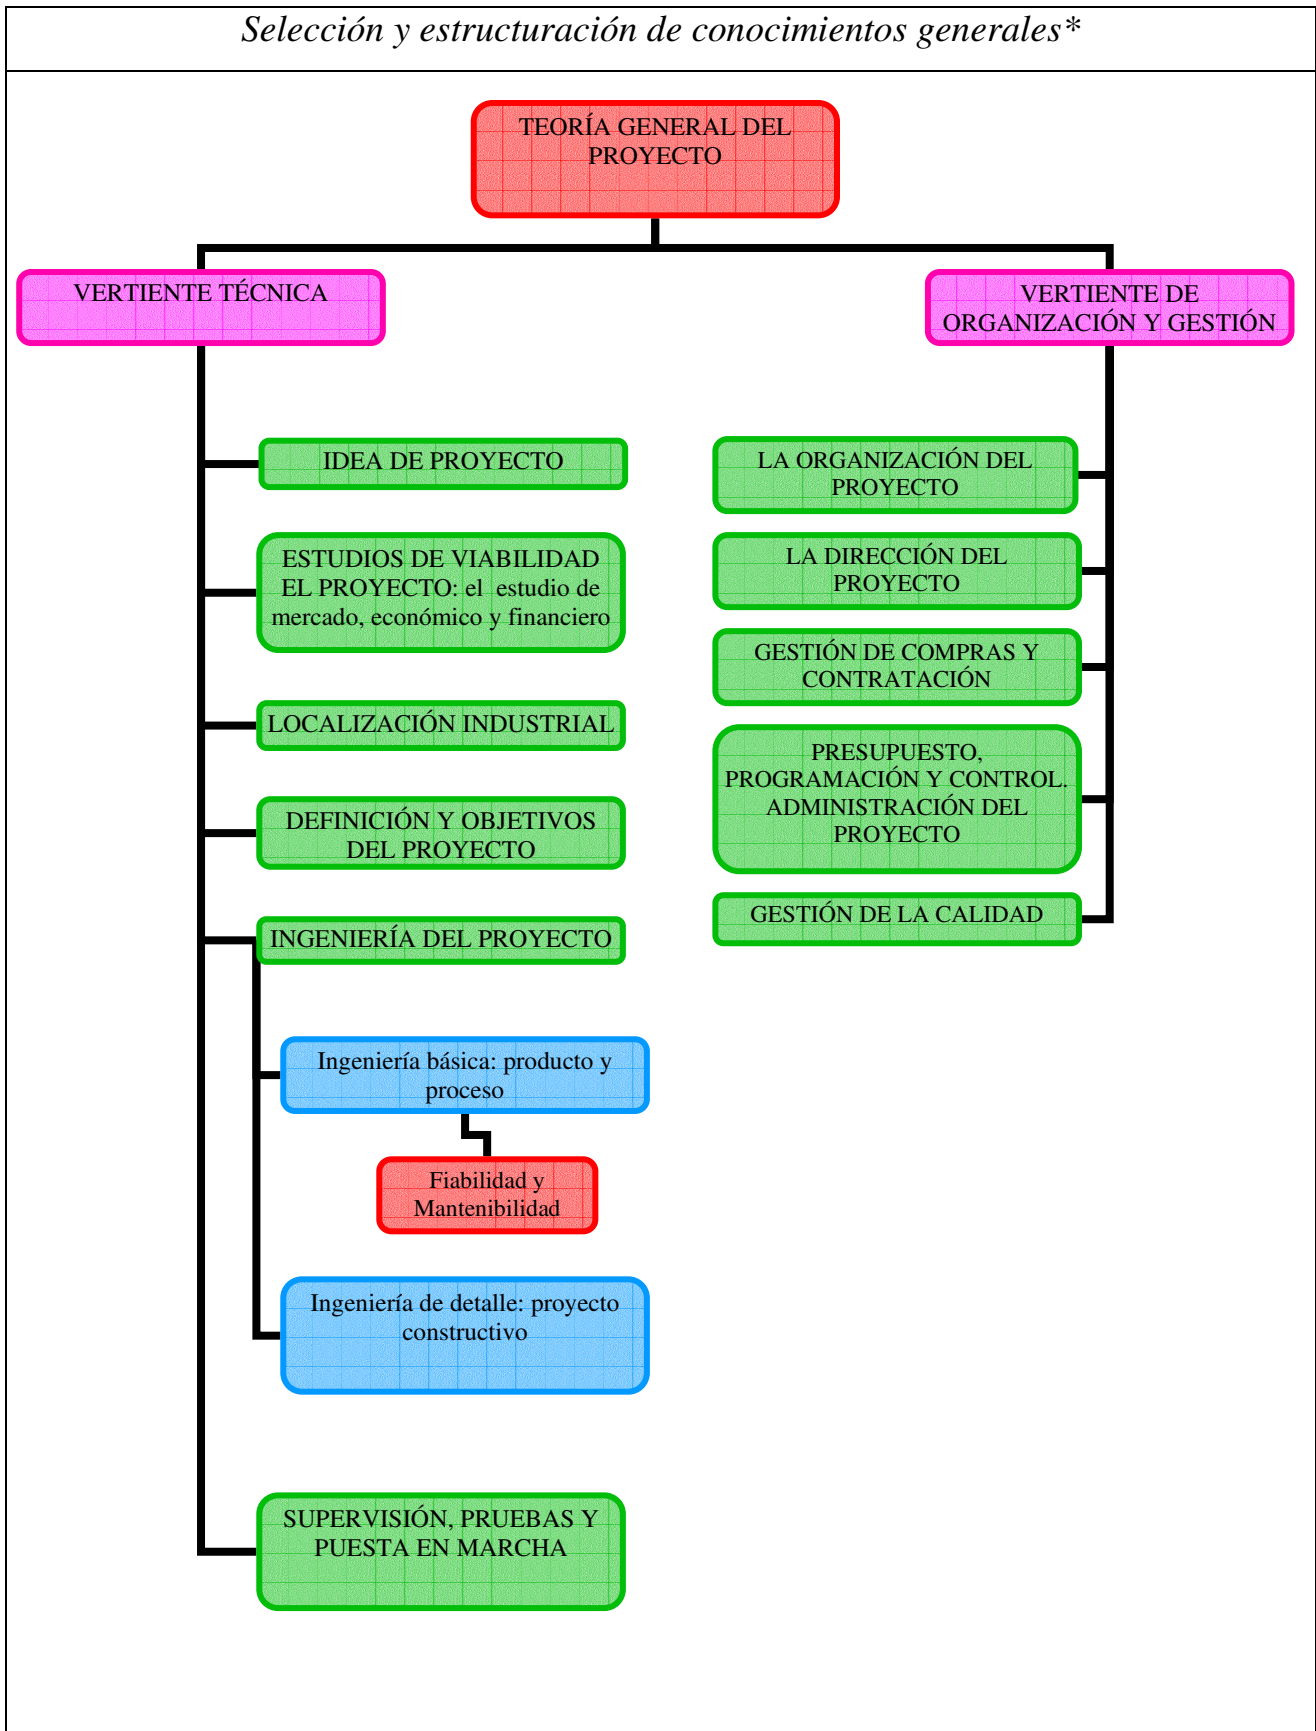 Selección y estructuración de conocimientos generales*
TEORÍA GENERAL DEL
PROYECTO
VERTIENTE TÉCNICA
VERTIENTE DE
ORGANIZACIÓN Y GESTIÓN
IDEA DE PROYECTO
ESTUDIOS DE VIABILIDAD
EL PROYECTO: el estudio de
mercado, económico y financiero
LOCALIZACIÓN INDUSTRIAL
DEFINICIÓN Y OBJETIVOS
DEL PROYECTO
INGENIERÍA DEL PROYECTO
Ingeniería básica: producto y
proceso
Fiabilidad y
Mantenibilidad
Ingeniería de detalle: proyecto
constructivo
SUPERVISIÓN, PRUEBAS Y
PUESTA EN MARCHA
LA ORGANIZACIÓN DEL
PROYECTO
LA DIRECCIÓN DEL
PROYECTO
GESTIÓN DE COMPRAS Y
CONTRATACIÓN
PRESUPUESTO,
PROGRAMACIÓN Y CONTROL.
ADMINISTRACIÓN DEL
PROYECTO
GESTIÓN DE LA CALIDAD